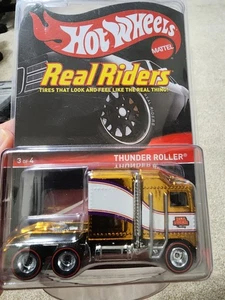 Hot Wheels
MATTEL
Real Riders
TIRES THAT LOOK AND FEEL LIKE THE REAL THING!
3 of 4
THUNDER ROLLER